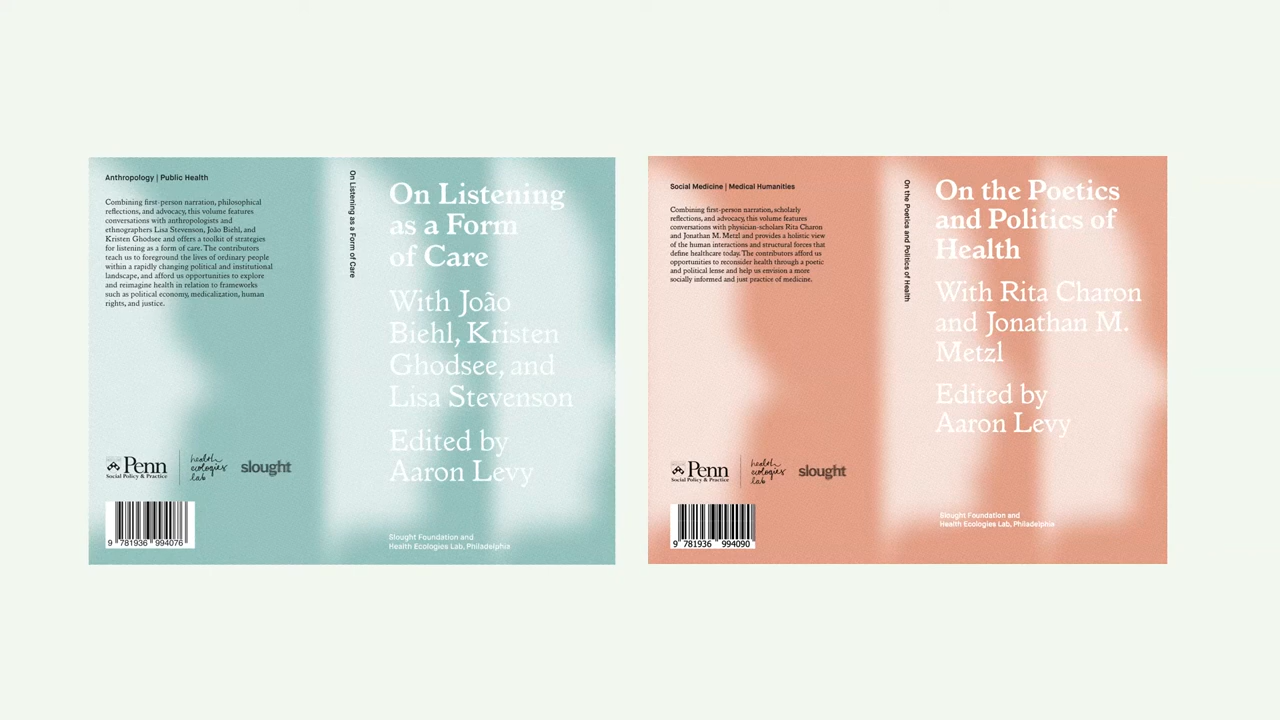 Anthropology | Public Health
Combining first-person narration, philosophical
reflections, and advocacy, this volume features
conversations with anthropologists and
ethnographers Lisa Stevenson, João Biehl, and
Kristen Ghodsee and offers a toolkit of strategies
for listening as a form of care. The contributors
teach us to foreground the lives of ordinary people
within a rapidly changing political and institutional
landscape, and afford us opportunities to explore
and reimagine health in relation to frameworks
such as political economy, medicalization, human
rights, and justice.
Penn
Social Policy & Practice
health
ecologies
lab
slought
9 781936 994076
On Listening as a Form of Care
On Listening
as a Form
of Care
With João
Biehl, Kristen
Ghodsee, and
Lisa Stevenson
Edited by
Aaron Levy
Slought Foundation and
Health Ecologies Lab, Philadelphia
Social Medicine | Medical Humanities
Combining first-person narration, scholarly
reflections, and advocacy, this volume features
conversations with physician-scholars Rita Charon
and Jonathan M. Metzl and provides a holistic view
of the human interactions and structural forces that
define healthcare today. The contributors afford us
opportunities to reconsider health through a poetic
and political lense and help us envision a more
socially informed and just practice of medicine.
Penn
Social Policy & Practice
health
ecologies
lab
slought
9 781936 994090
On the Poetics and Politics of Health
On the Poetics
and Politics of
Health
With Rita Charon
and Jonathan M.
Metzl
Edited by
Aaron Levy
Slought Foundation and
Health Ecologies Lab, Philadelphia